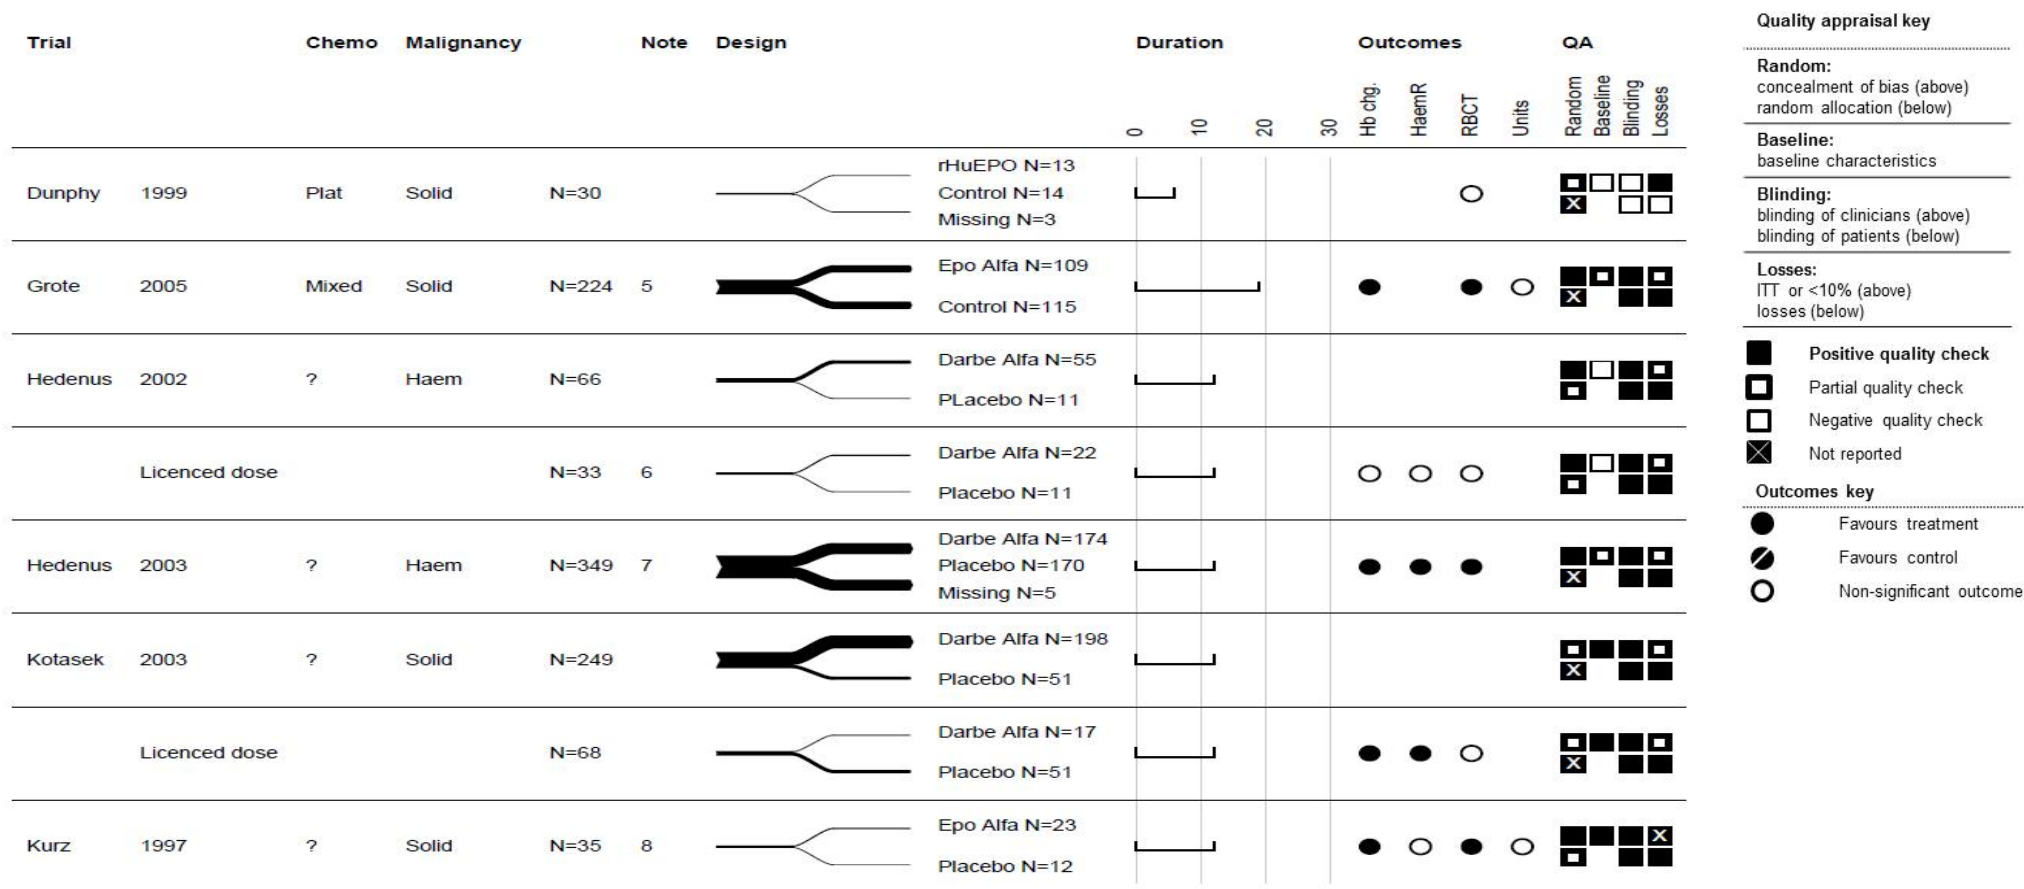 Trial Chemo Malignancy Note Design Duration Outcomes QA
0 10 20 30 Hb chg. HaemR RBCT Units Random Baseline Blinding Losses
rHuEPO N=13
Dunphy 1999 Plat Solid N=30 Control N=14
Missing N=3
X
Epo Alfa N=109
Grote 2005 Mixed Solid N=224 5
X
Control N=115
Darbe Alfa N=55
Hedenus 2002 ? Haem N=66
PLacebo N=11
Darbe Alfa N=22
Licenced dose N=33 6
Placebo N=11
Darbe Alfa N=174
Hedenus 2003 ? Haem N=349 7 Placebo N=170
X
Missing N=5
Darbe Alfa N=198
Kotasek 2003 ? Solid N=249
X
Placebo N=51
Darbe Alfa N=17
Licenced dose N=68
X
Placebo N=51
Epo Alfa N=23
X
Kurz 1997 ? Solid N=35 8
Placebo N=12
Quality appraisal key
Random:
concealment of bias (above)
random allocation (below)
Baseline:
baseline characteristics
Blinding:
blinding of clinicians (above)
blinding of patients (below)
Losses:
ITT or <10% (above)
losses (below)
Positive quality check
Partial quality check
Negative quality check
Not reported
Outcomes key
Favours treatment
Favours control
Non-significant outcome